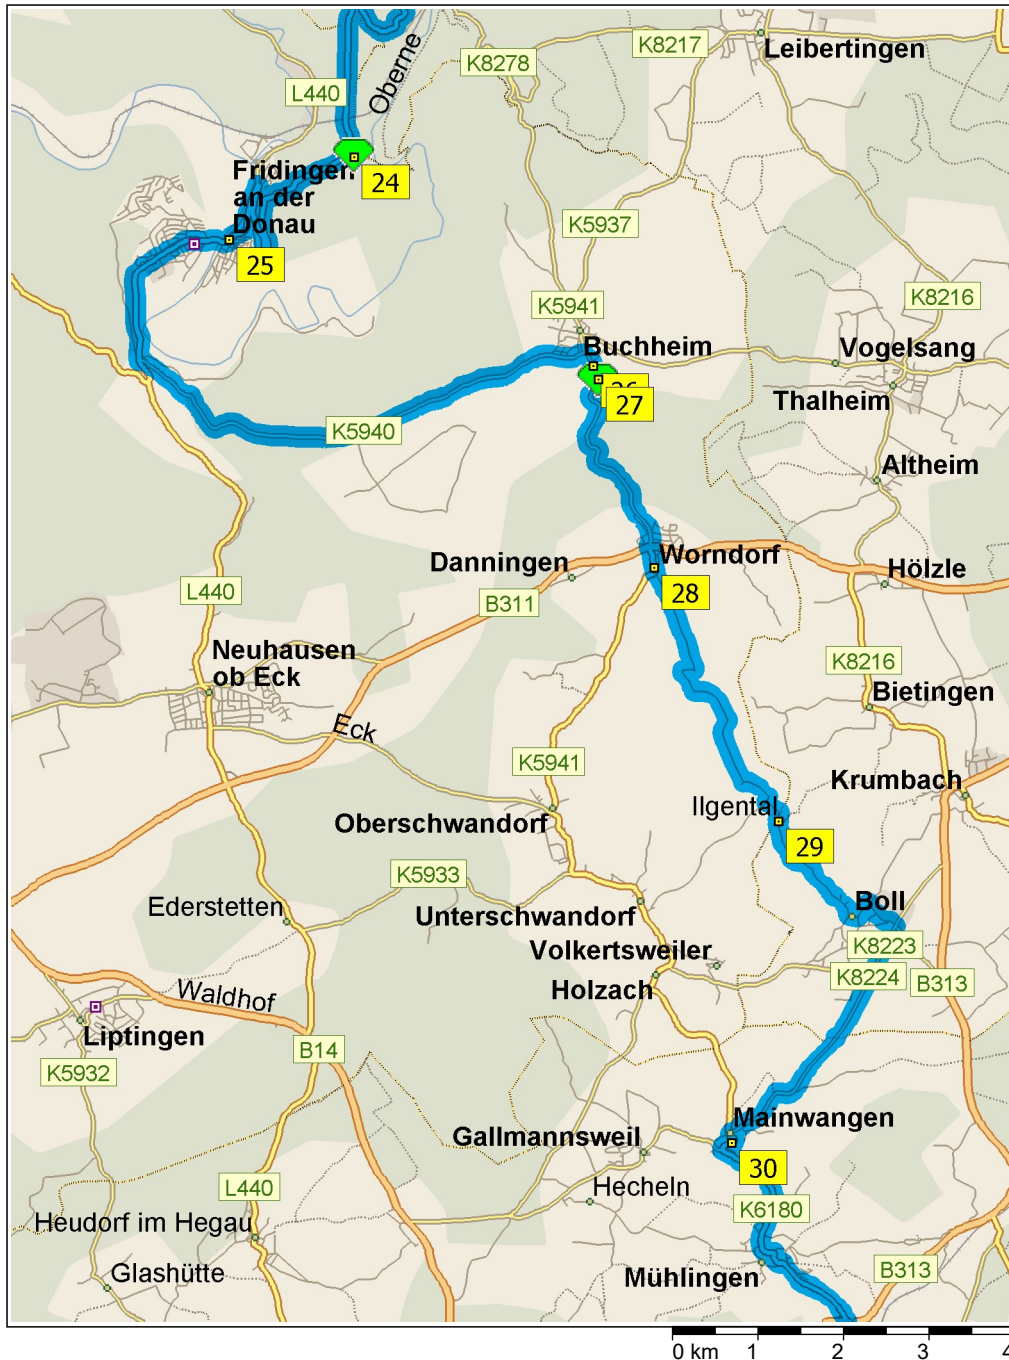 K8217
Leibertingen
K8278
Oberne
L440
Fridingen
an der
Donau
24
K5937
25
K8216
K5941
Buchheim
Vogelsang
27
Thalheim
K5940
Altheim
Danningen
Worndorf
Hölzle
L440
28
B311
Neuhausen
ob Eck
K8216
Bietingen
Eck
K5941
Krumbach
Ilgental
Oberschwandorf
29
K5933
Ederstetten
Unterschwandorf
Boll
K8223
Volkertsweiler
K8224
B313
Holzach
Waldhof
Liptingen
B14
K5932
Mainwangen
Gallmannsweil
30
L440
Hecheln
K6180
Heudorf im Hegau
Glashütte
Mühlingen
B313
0 km 1 2 3 4